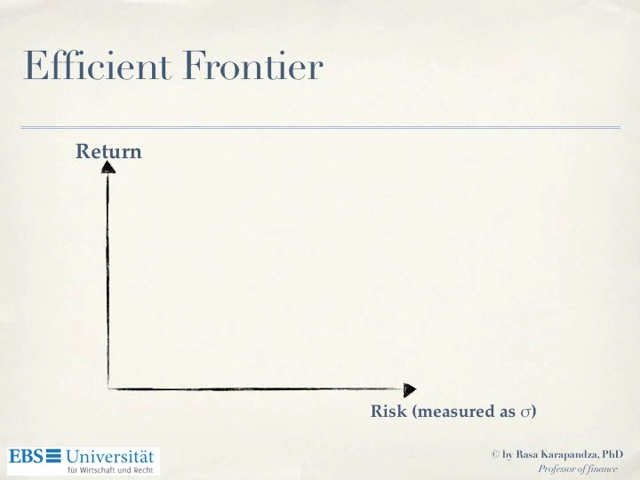 Efficient Frontier
Return
Risk (measured as σ)
EBS Universität
für Wirtschaft und Recht
© by Rasa Karapandza, PhD
Professor of finance